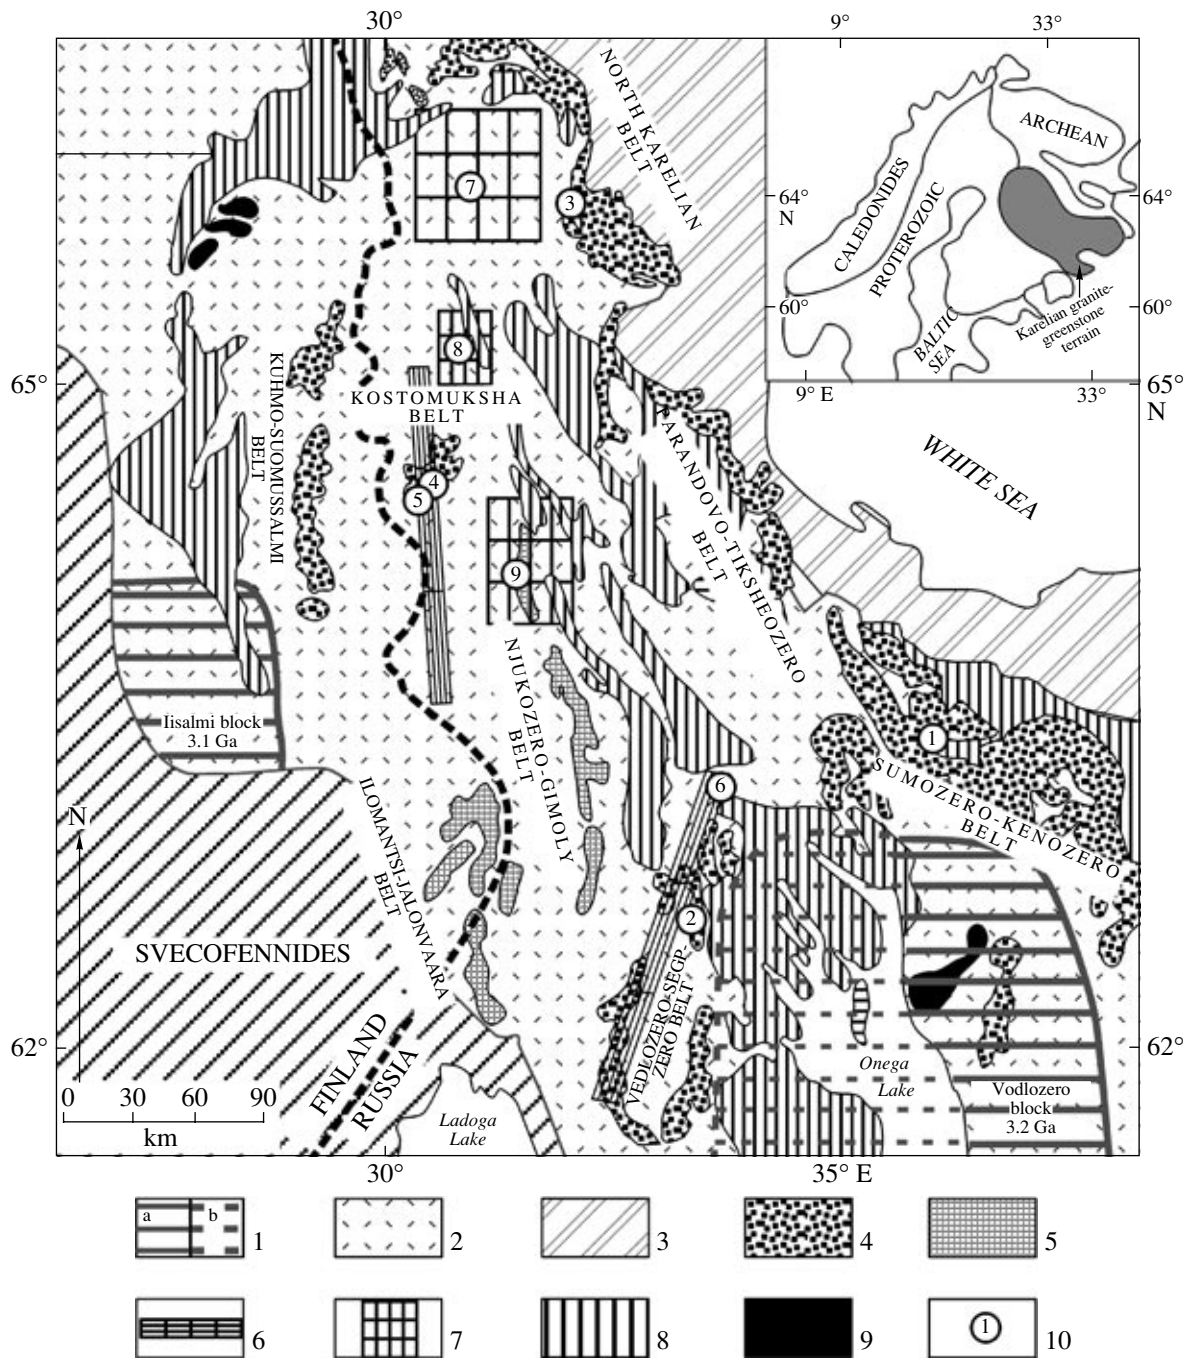 30°
9°
33°
NORTH KARELIAN
BELT
ARCHEAN
CALEDONIDES
PROTEROZOIC
64°
N
64°
60°
60°
BALTIC
SEA
Karelian granite-
greenstone
terrain
9° E
33°
7
3
8
65°
65°
N
KOSTOMUKSHA
BELT
KUHMO-SUOMUSSALMI
BELT
PARANDOVO-TIKSHEOZERO
BELT
WHITE SEA
4
5
9
NJUKOZERO-GIMOLY
BELT
Iisalmi block
3.1 Ga
1
SUMOZERO-KENOZERO
BELT
6
N
ILOMANTSI-JALONVAARA
BELT
2
SVECOFENNIDES
VEDLOZERO-SEGP-
ZERO BELT
62°
62°
FINLAND
RUSSIA
Onega
Lake
Vodlozero
block
3.2 Ga
0 30 60 90
km
Ladoga
Lake
30°
35° E
a b 1
2
3
4
5
6
7
8
9
1 10